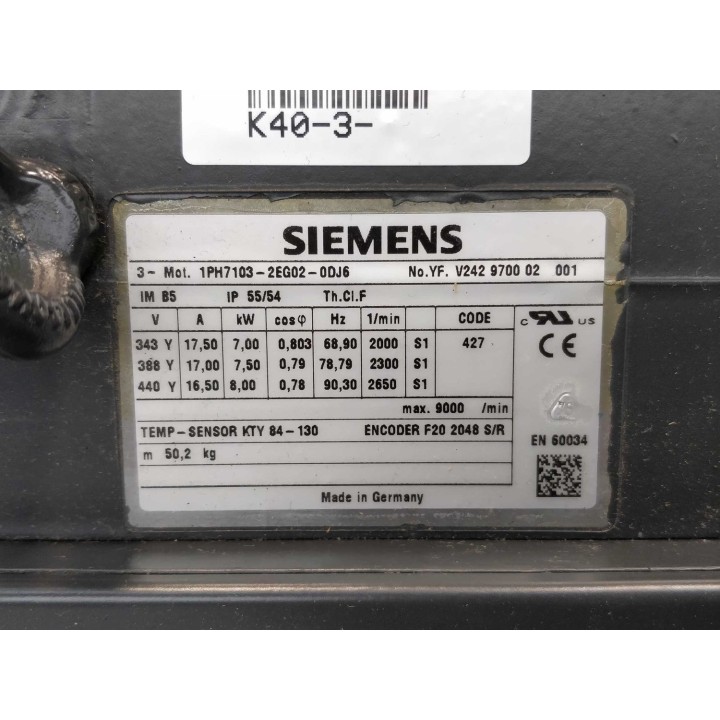 K40-3-
SIEMENS
3~ Mot. 1PH7103-2EG02-0DJ6 No.YF. V242 9700 02 001
IM B5 IP 55/54 Th.Cl.F
V A kW cosφ Hz 1/min CODE
343 Y 17,50 7,00 0,803 68,90 2000 S1 427
388 Y 17,00 7,50 0,79 78,79 2300 S1
440 Y 16,50 8,00 0,78 90,30 2650 S1
c RU US
CE
max. 9000 /min
TEMP-SENSOR KTY 84-130 ENCODER F20 2048 S/R
EN 60034
m 50,2 kg
Made in Germany